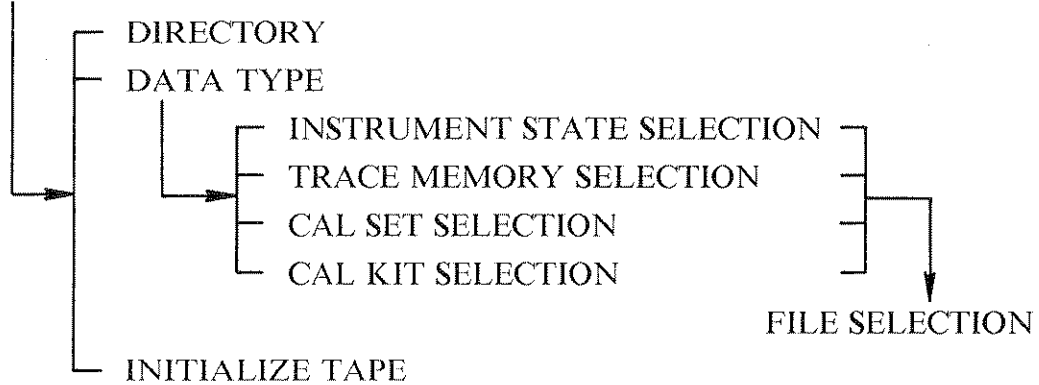 DIRECTORY
DATA TYPE
INSTRUMENT STATE SELECTION
TRACE MEMORY SELECTION
CAL SET SELECTION
CAL KIT SELECTION
FILE SELECTION
INITIALIZE TAPE